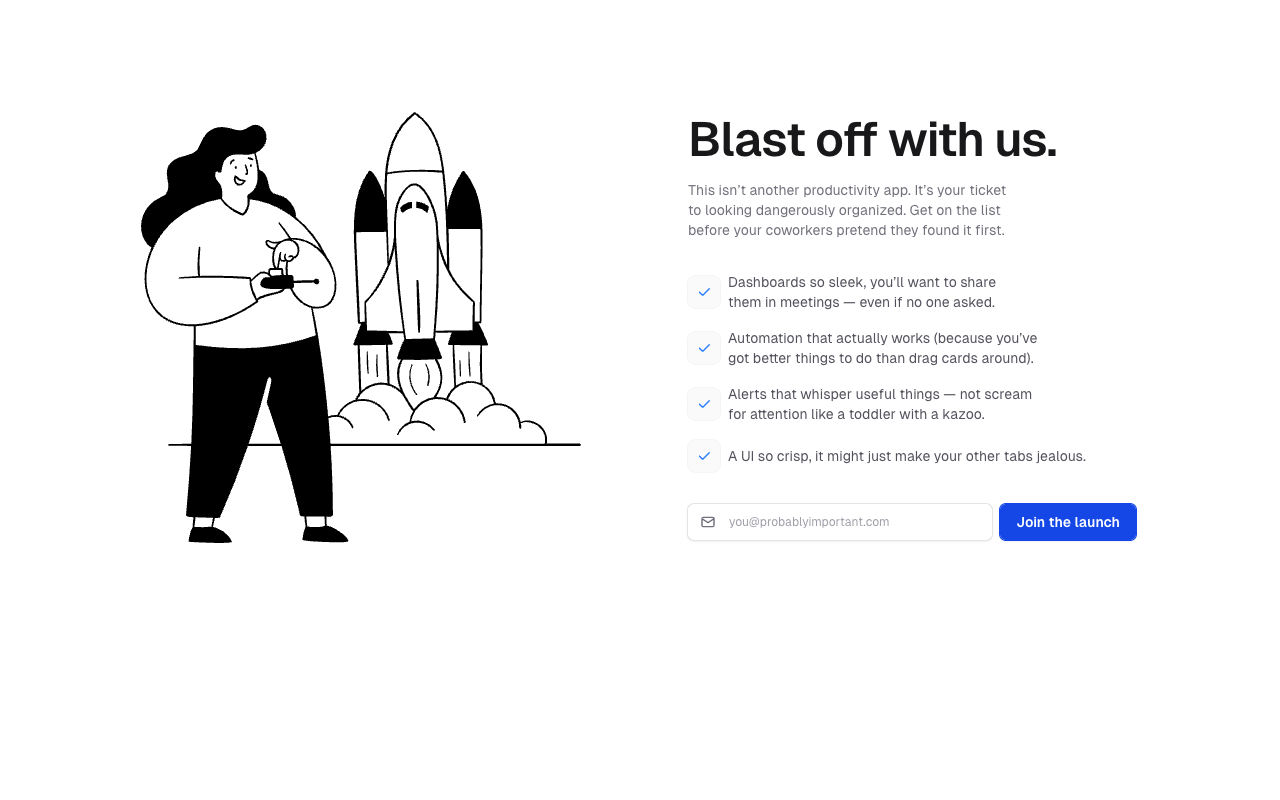 Blast off with us.
This isn’t another productivity app. It’s your ticket
to looking dangerously organized. Get on the list
before your coworkers pretend they found it first.
Dashboards so sleek, you’ll want to share
them in meetings — even if no one asked.
Automation that actually works (because you’ve
got better things to do than drag cards around).
Alerts that whisper useful things — not scream
for attention like a toddler with a kazoo.
A UI so crisp, it might just make your other tabs jealous.
you@probablyimportant.com
Join the launch